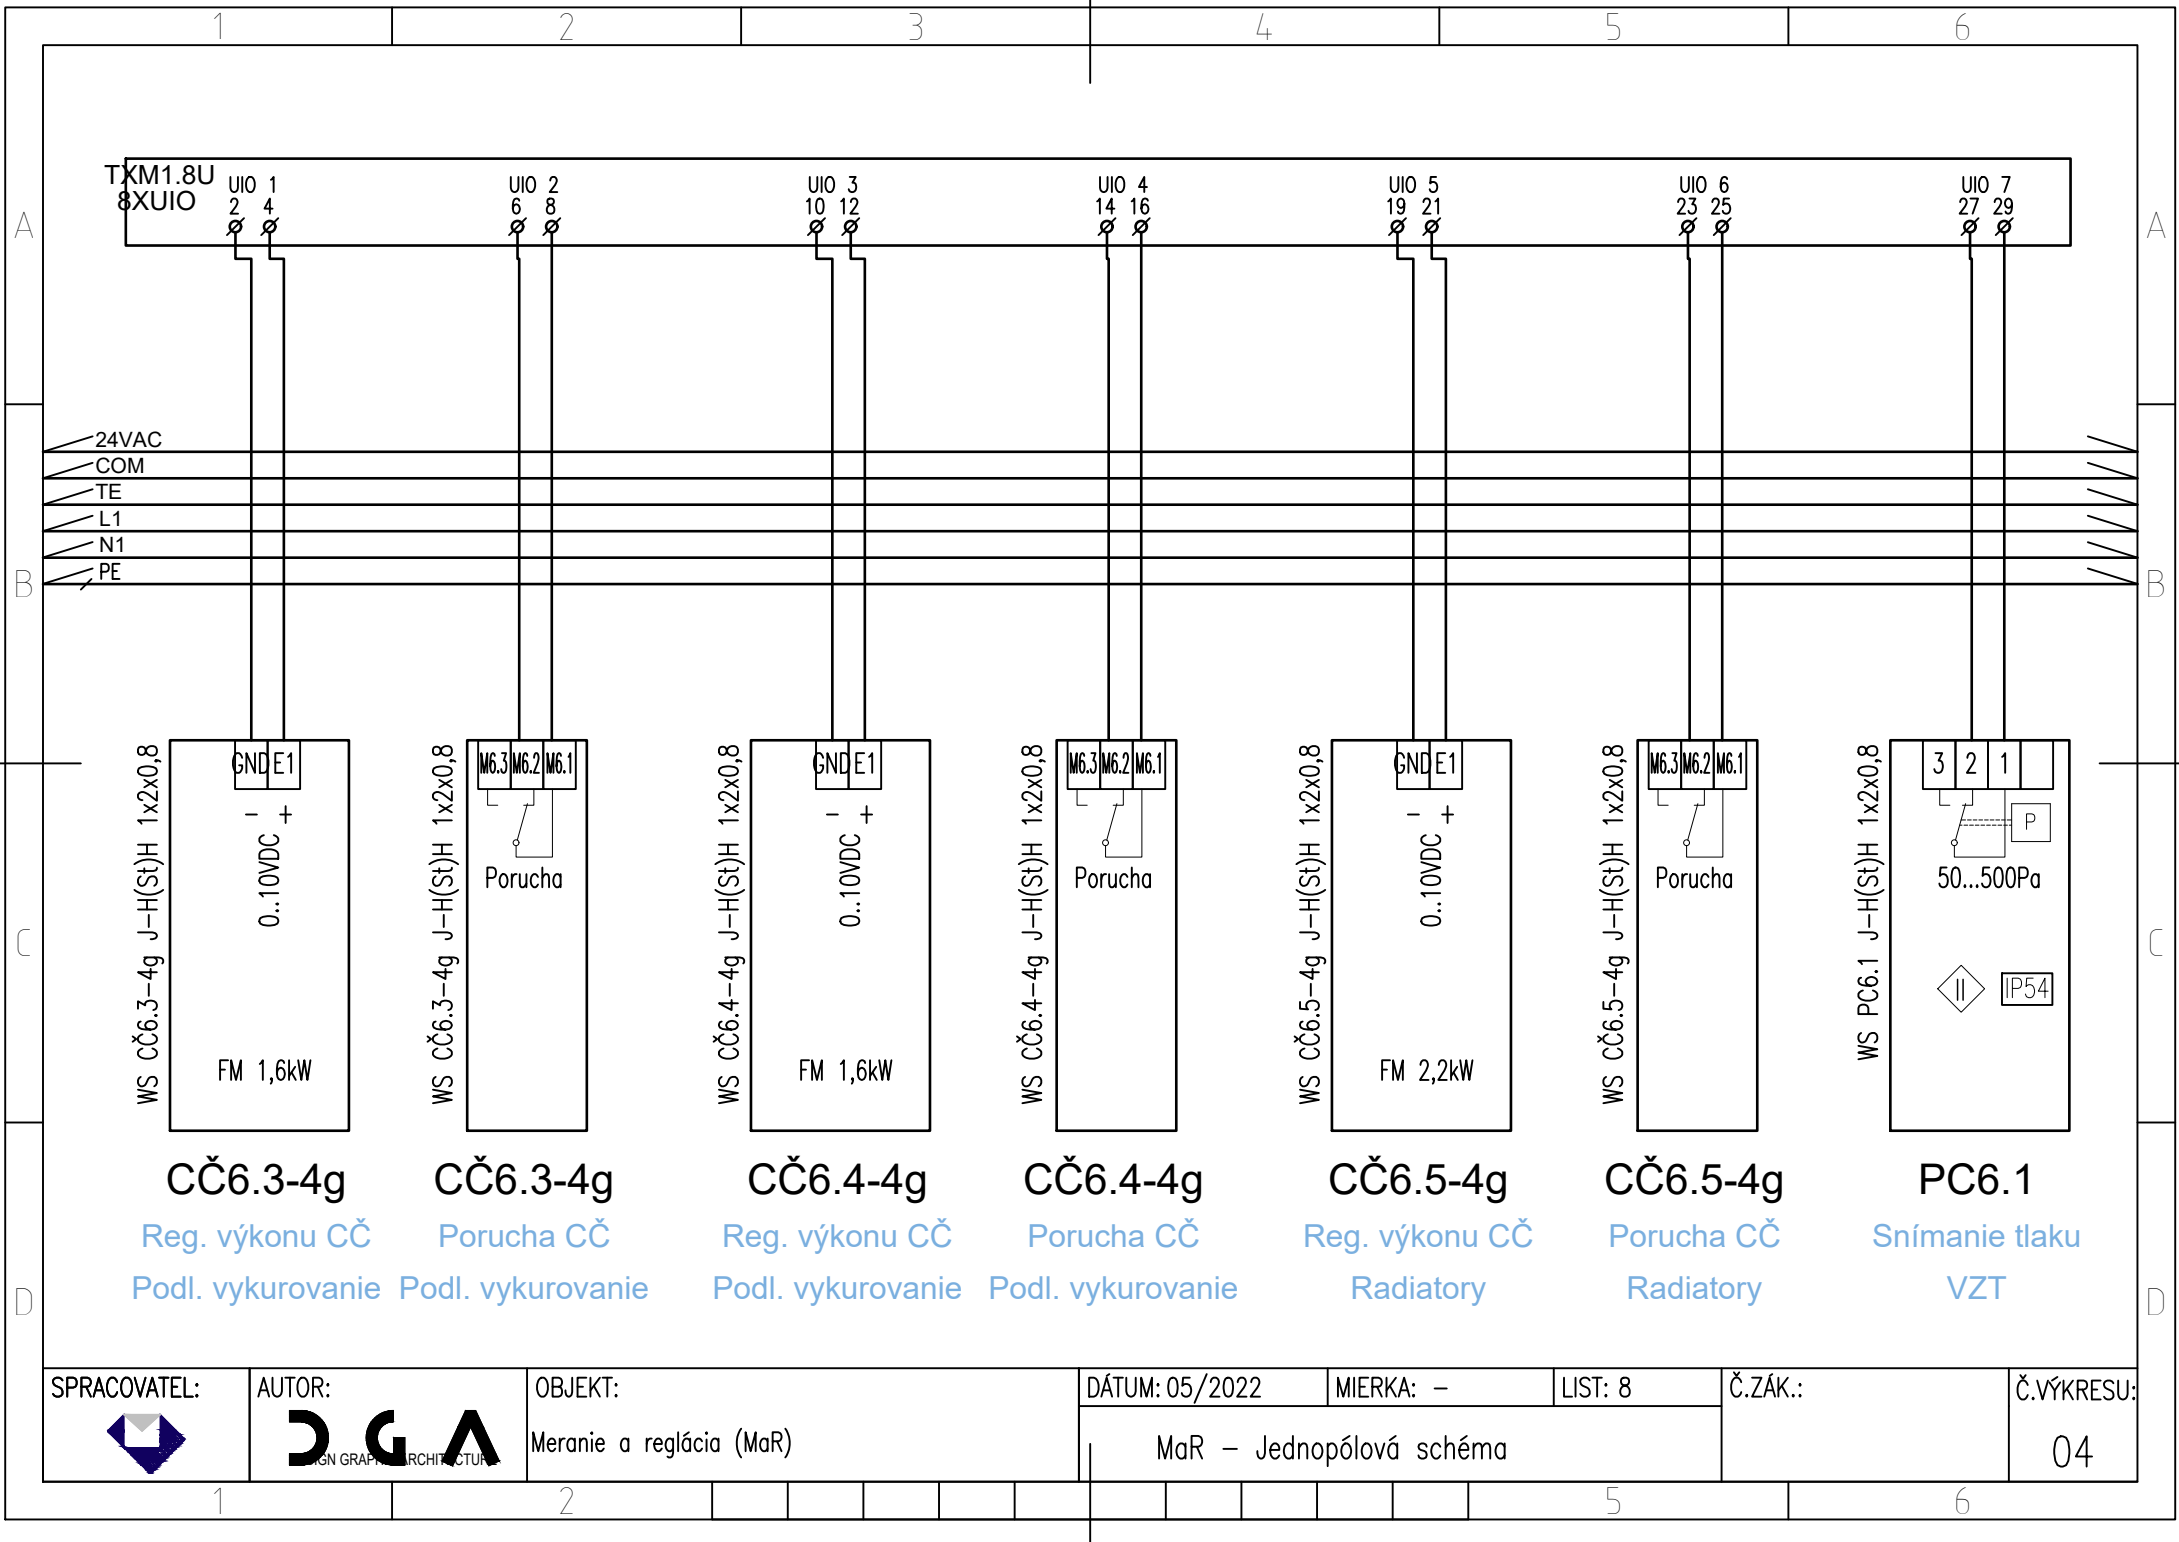 1 2 3 4 5 6
TXM1.8U
8XUIO
UIO 1 UIO 2 UIO 3 UIO 4 UIO 5 UIO 6 UIO 7
2 4 6 8 10 12 14 16 19 21 23 25 27 29
A A
24VAC
COM
TE
L1
N1
PE
B B
WS CČ6.3-4g J-H(St)H 1x2x0,8
GND E1
- +
0..10VDC
FM 1,6kW
WS CČ6.3-4g J-H(St)H 1x2x0,8
M6.3 M6.2 M6.1
Porucha
WS CČ6.4-4g J-H(St)H 1x2x0,8
GND E1
- +
0..10VDC
FM 1,6kW
WS CČ6.4-4g J-H(St)H 1x2x0,8
M6.3 M6.2 M6.1
Porucha
WS CČ6.5-4g J-H(St)H 1x2x0,8
GND E1
- +
0..10VDC
FM 2,2kW
WS CČ6.5-4g J-H(St)H 1x2x0,8
M6.3 M6.2 M6.1
Porucha
WS PC6.1 J-H(St)H 1x2x0,8
3 2 1
P
50...500Pa
II IP54
C C
CČ6.3-4g CČ6.3-4g CČ6.4-4g CČ6.4-4g CČ6.5-4g CČ6.5-4g PC6.1
Reg. výkonu CČ Porucha CČ Reg. výkonu CČ Porucha CČ Reg. výkonu CČ Porucha CČ Snímanie tlaku
Podl. vykurovanie Podl. vykurovanie Podl. vykurovanie Podl. vykurovanie Radiatory Radiatory VZT
D D
SPRACOVATEL: AUTOR: OBJEKT: DÁTUM: 05/2022 MIERKA: - LIST: 8 Č.ZÁK.: Č.VÝKRESU:
DGA
Meranie a reglácia (MaR)
MaR - Jednopólová schéma
04
1 2 5 6